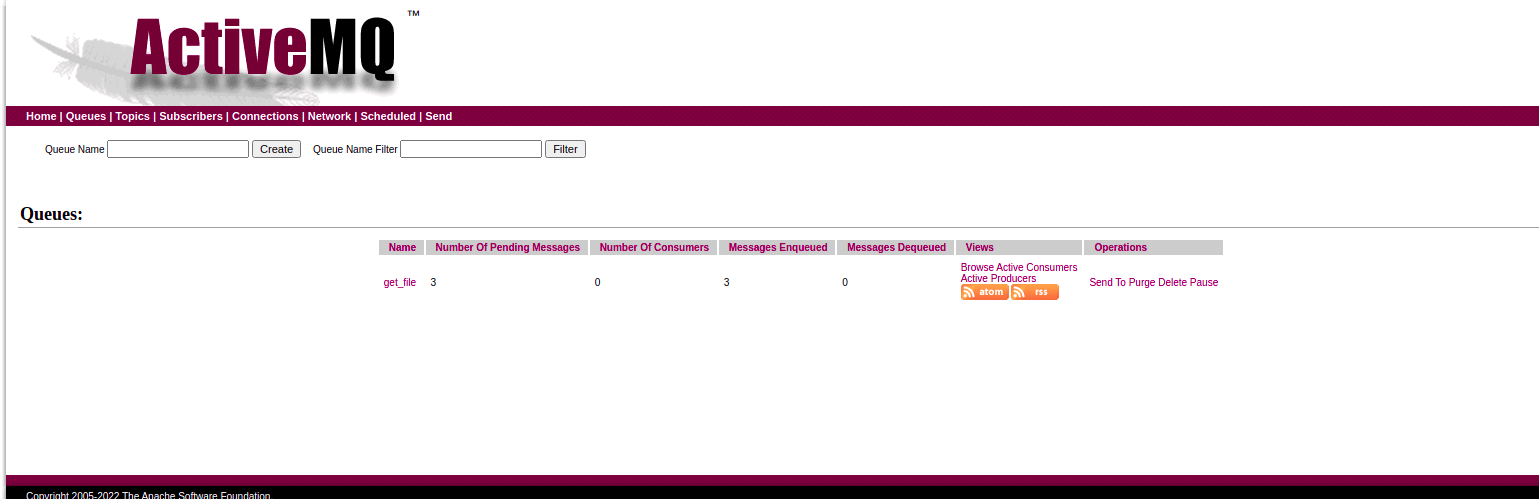 ActiveMQ™
Home | Queues | Topics | Subscribers | Connections | Network | Scheduled | Send
Queue Name Create Queue Name Filter Filter
Queues:
Name Number Of Pending Messages Number Of Consumers Messages Enqueued Messages Dequeued Views Operations
get_file 3 0 3 0 Browse Active Consumers
Active Producers
atom rss
Send To Purge Delete Pause
Copyright 2005-2022 The Apache Software Foundation.